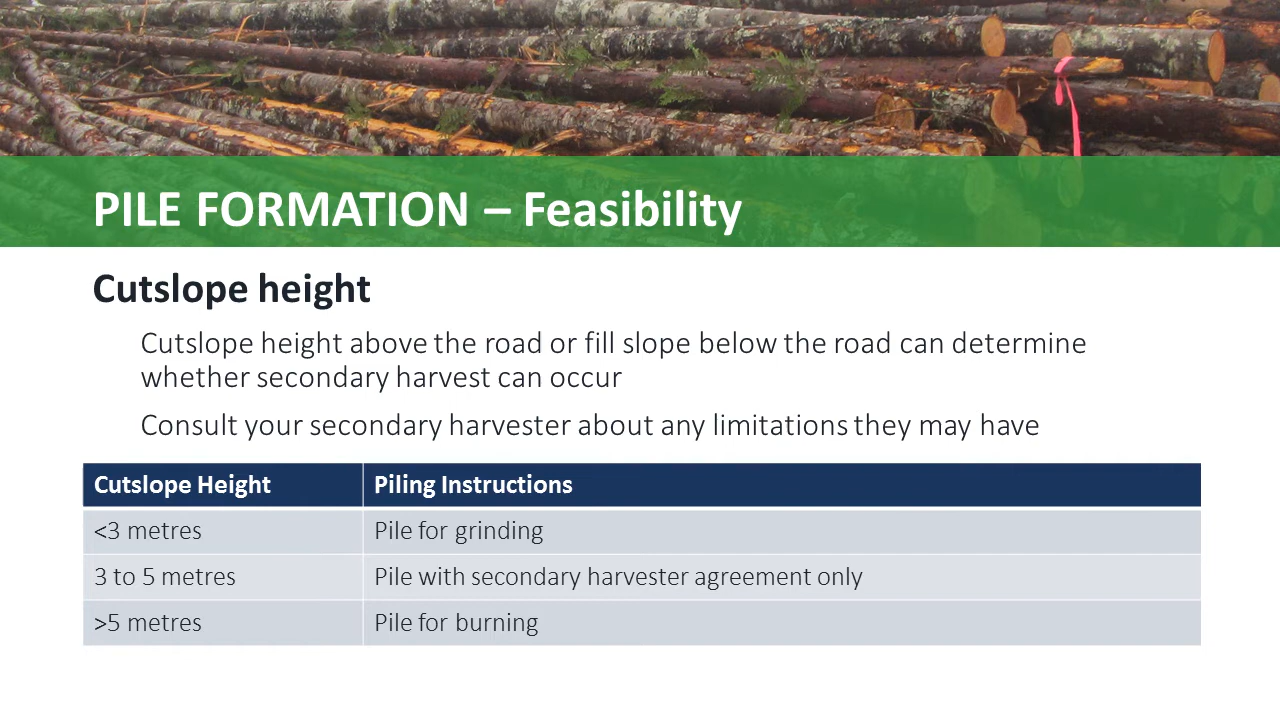 PILE FORMATION – Feasibility
Cutslope height
Cutslope height above the road or fill slope below the road can determine
whether secondary harvest can occur
Consult your secondary harvester about any limitations they may have
Cutslope Height Piling Instructions
<3 metres Pile for grinding
3 to 5 metres Pile with secondary harvester agreement only
>5 metres Pile for burning